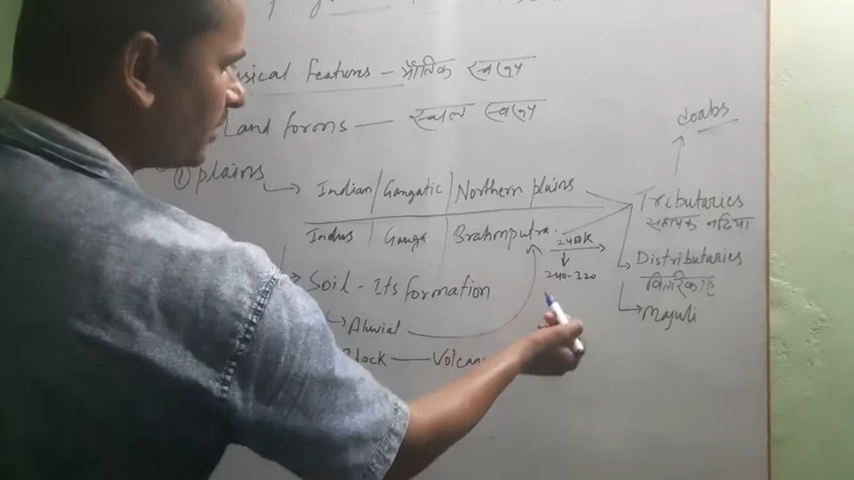 sical features - भौतिक स्वरूप
Land forms - स्थल स्वरूप
doabs
① plains
Indian / Gangatic / Northern plains
Tributaries
सहायक नदियां
Indus | Ganga | Brahmputra.
2400K
240-320
Distributaries
वितरिकाएं
Soil - Its formation
Majuli
Aluvial
Black — Volcan